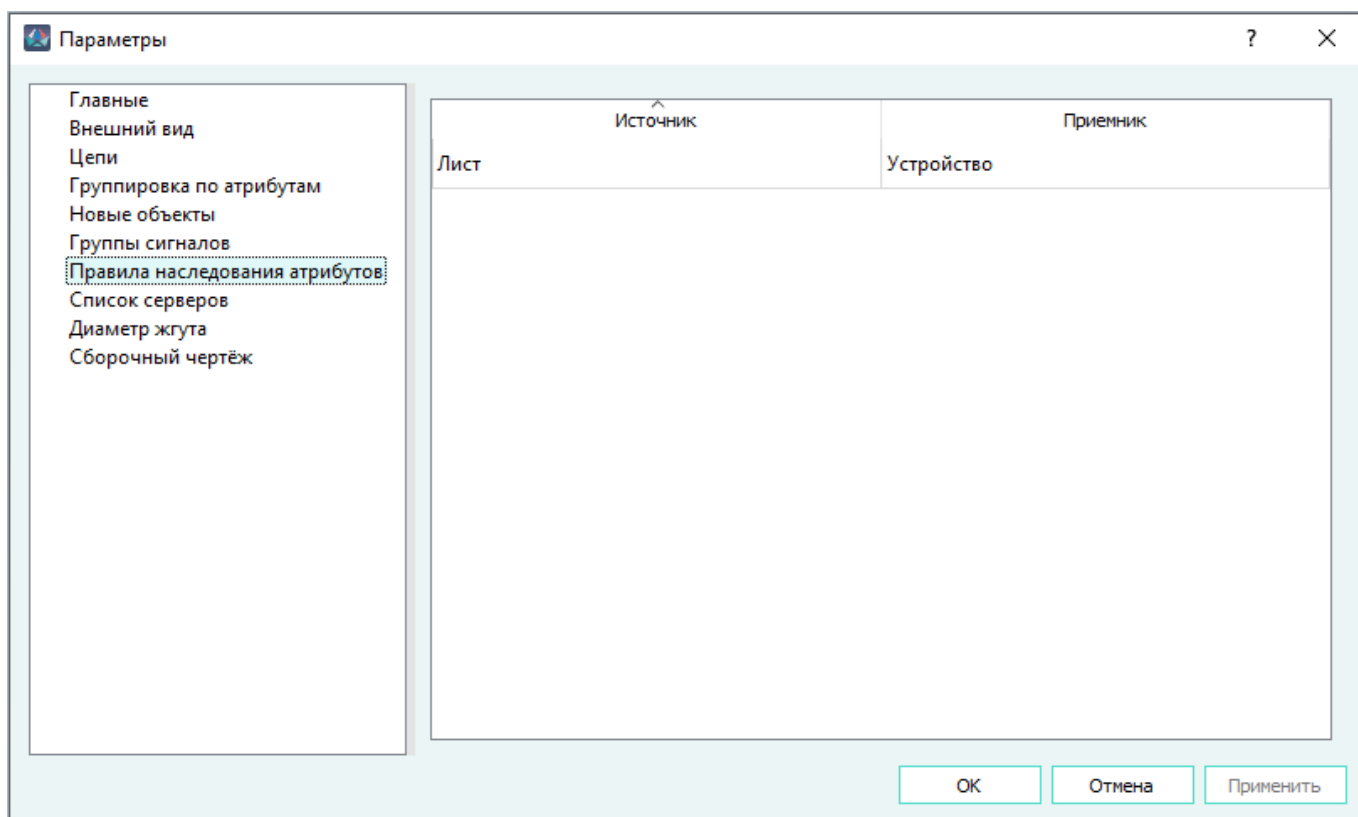 Параметры
?
Главные
Внешний вид
Цепи
Группировка по атрибутам
Новые объекты
Группы сигналов
Правила наследования атрибутов
Список серверов
Диаметр жгута
Сборочный чертёж
Источник Приемник
Лист Устройство
OK Отмена Применить